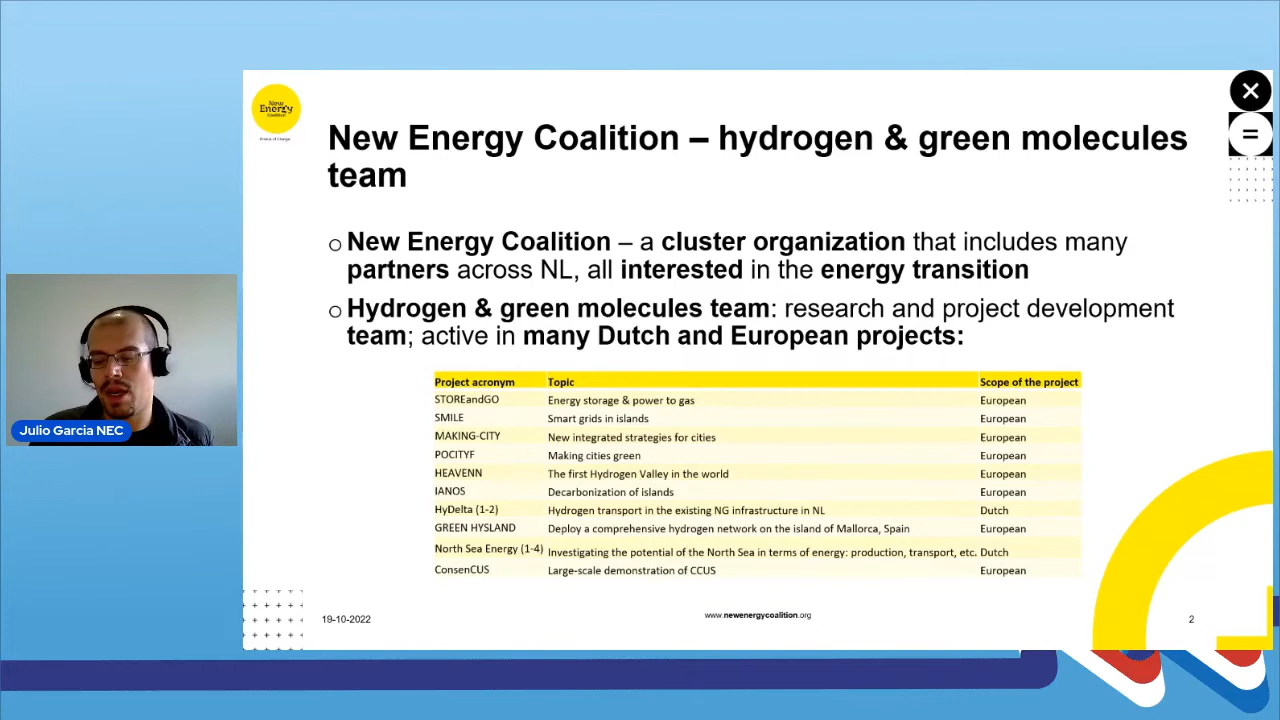 New
Energy
Coalition
New Energy Coalition – hydrogen & green molecules
team
New Energy Coalition – a cluster organization that includes many
partners across NL, all interested in the energy transition
Hydrogen & green molecules team: research and project development
team; active in many Dutch and European projects:
Project acronym Topic Scope of the project
STOREandGO Energy storage & power to gas European
SMILE Smart grids in islands European
MAKING-CITY New integrated strategies for cities European
POCITYF Making cities green European
HEAVENN The first Hydrogen Valley in the world European
IANOS Decarbonization of islands European
HyDelta (1-2) Hydrogen transport in the existing NG infrastructure in NL Dutch
GREEN HYSLAND Deploy a comprehensive hydrogen network on the island of Mallorca, Spain European
North Sea Energy (1-4) Investigating the potential of the North Sea in terms of energy: production, transport, etc. Dutch
ConsenCUS Large-scale demonstration of CCUS European
Julio Garcia NEC
19-10-2022
www.newenergycoalition.org
2